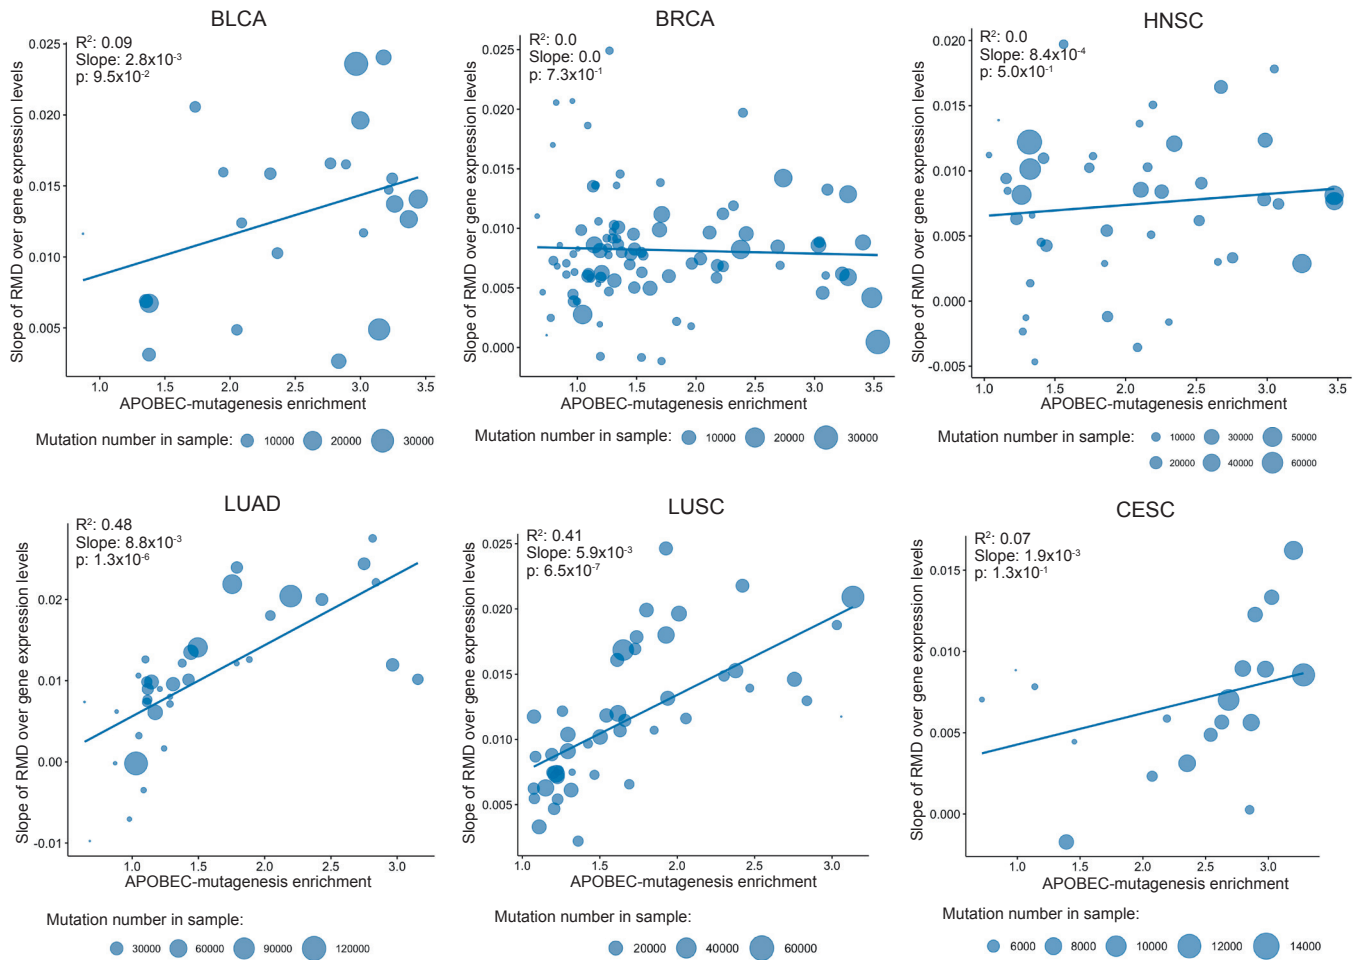 BLCA
R²: 0.09
Slope: 2.8x10⁻³
p: 9.5x10⁻²
Slope of RMD over gene expression levels
0.025
0.020
0.015
0.010
0.005
1.0 1.5 2.0 2.5 3.0 3.5
APOBEC-mutagenesis enrichment
Mutation number in sample: 10000 20000 30000
BRCA
R²: 0.0
Slope: 0.0
p: 7.3x10⁻¹
Slope of RMD over gene expression levels
0.025
0.020
0.015
0.010
0.005
0.000
1.0 1.5 2.0 2.5 3.0 3.5
APOBEC-mutagenesis enrichment
Mutation number in sample: 10000 20000 30000
HNSC
R²: 0.0
Slope: 8.4x10⁻⁴
p: 5.0x10⁻¹
Slope of RMD over gene expression levels
0.020
0.015
0.010
0.005
0.000
-0.005
1.0 1.5 2.0 2.5 3.0 3.5
APOBEC-mutagenesis enrichment
Mutation number in sample: 10000 30000 50000
20000 40000 60000
LUAD
R²: 0.48
Slope: 8.8x10⁻³
p: 1.3x10⁻⁶
Slope of RMD over gene expression levels
0.02
0.01
0.00
-0.01
1.0 1.5 2.0 2.5 3.0
APOBEC-mutagenesis enrichment
Mutation number in sample:
30000 60000 90000 120000
LUSC
R²: 0.41
Slope: 5.9x10⁻³
p: 6.5x10⁻⁷
Slope of RMD over gene expression levels
0.025
0.020
0.015
0.010
0.005
1.0 1.5 2.0 2.5 3.0
APOBEC-mutagenesis enrichment
Mutation number in sample:
20000 40000 60000
CESC
R²: 0.07
Slope: 1.9x10⁻³
p: 1.3x10⁻¹
Slope of RMD over gene expression levels
0.015
0.010
0.005
0.000
1.0 1.5 2.0 2.5 3.0
APOBEC-mutagenesis enrichment
Mutation number in sample:
6000 8000 10000 12000 14000